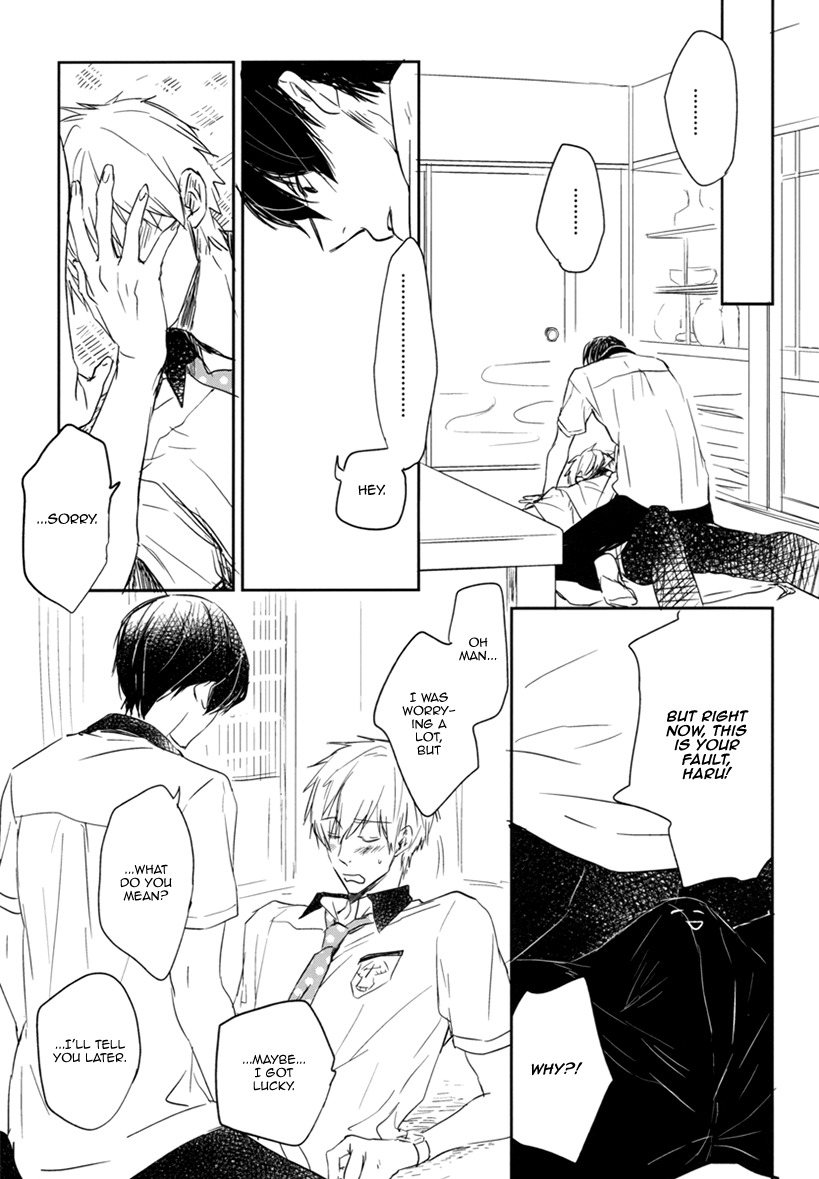 .........
.........
...............
HEY.
...SORRY.
BUT RIGHT
NOW, THIS
IS YOUR
FAULT,
HARU!
WHY?!
OH
MAN...
I WAS
WORRY-
ING A
LOT,
BUT
...MAYBE...
I GOT
LUCKY.
...WHAT
DO YOU
MEAN?
...I'LL TELL
YOU LATER.